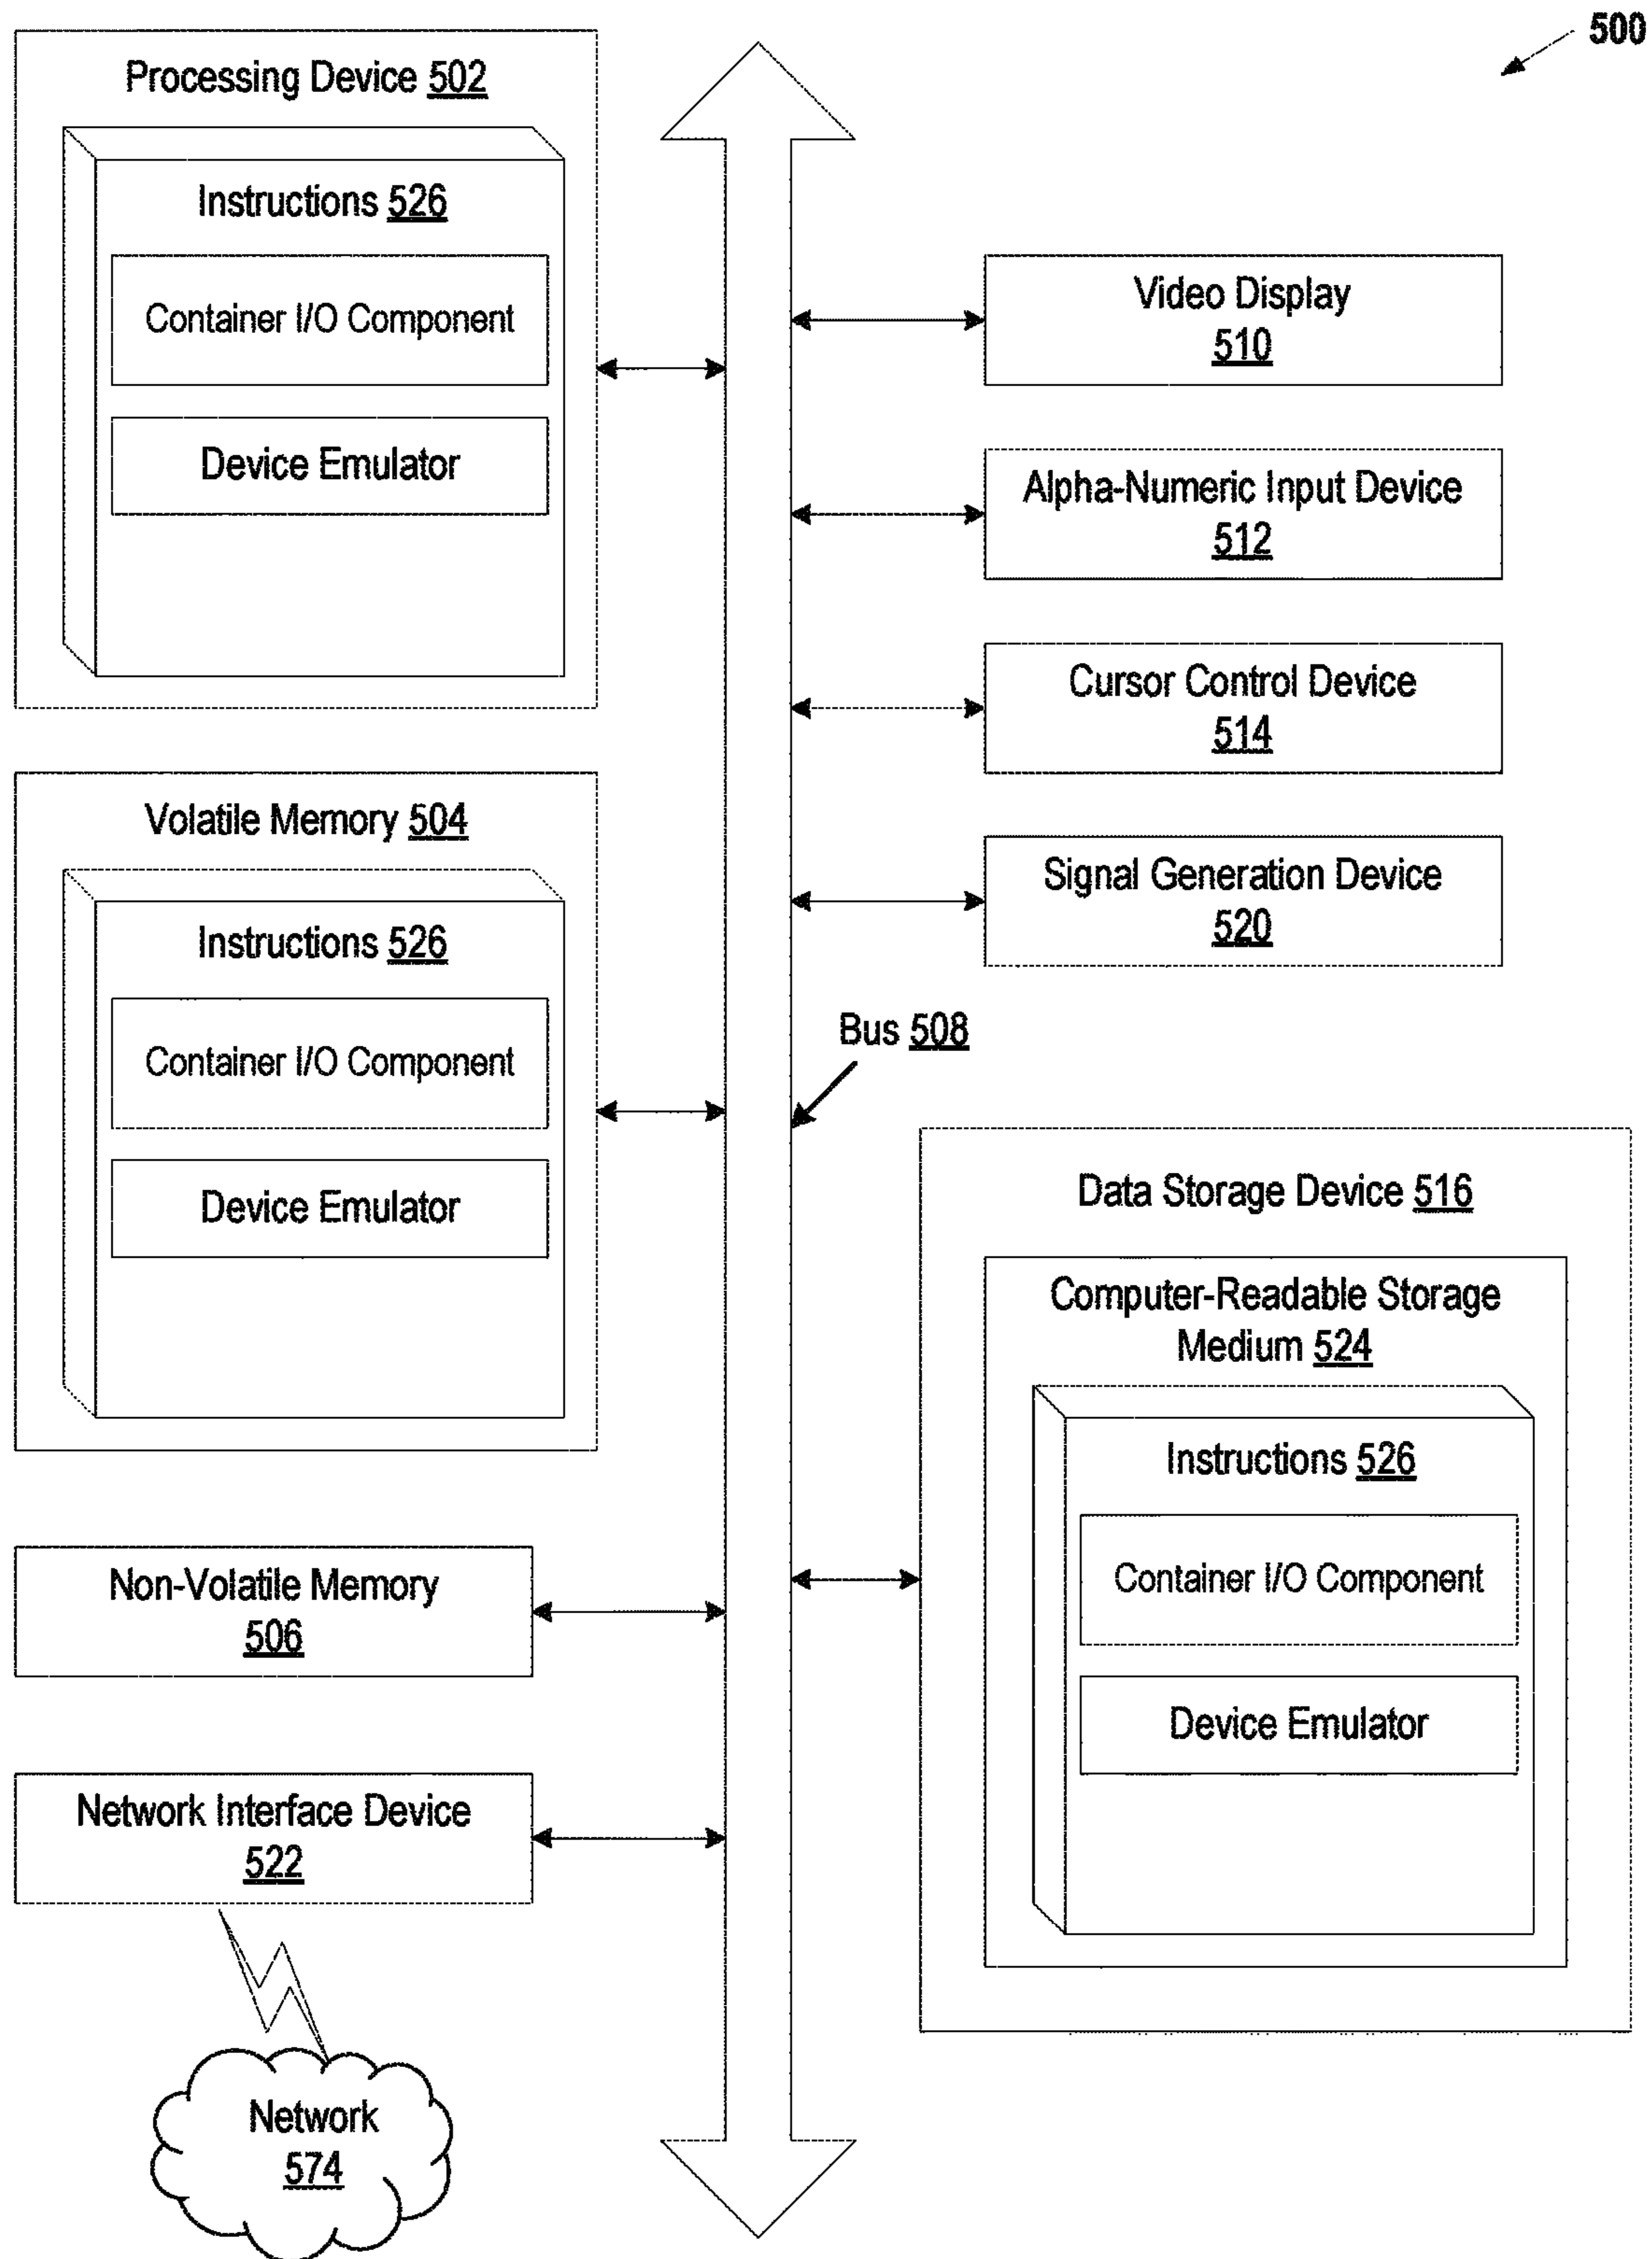 500
Processing Device 502
Instructions 526
Container I/O Component
Device Emulator
Volatile Memory 504
Instructions 526
Container I/O Component
Device Emulator
Non-Volatile Memory
506
Network Interface Device
522
Network
574
Video Display
510
Alpha-Numeric Input Device
512
Cursor Control Device
514
Signal Generation Device
520
Bus 508
Data Storage Device 516
Computer-Readable Storage
Medium 524
Instructions 526
Container I/O Component
Device Emulator